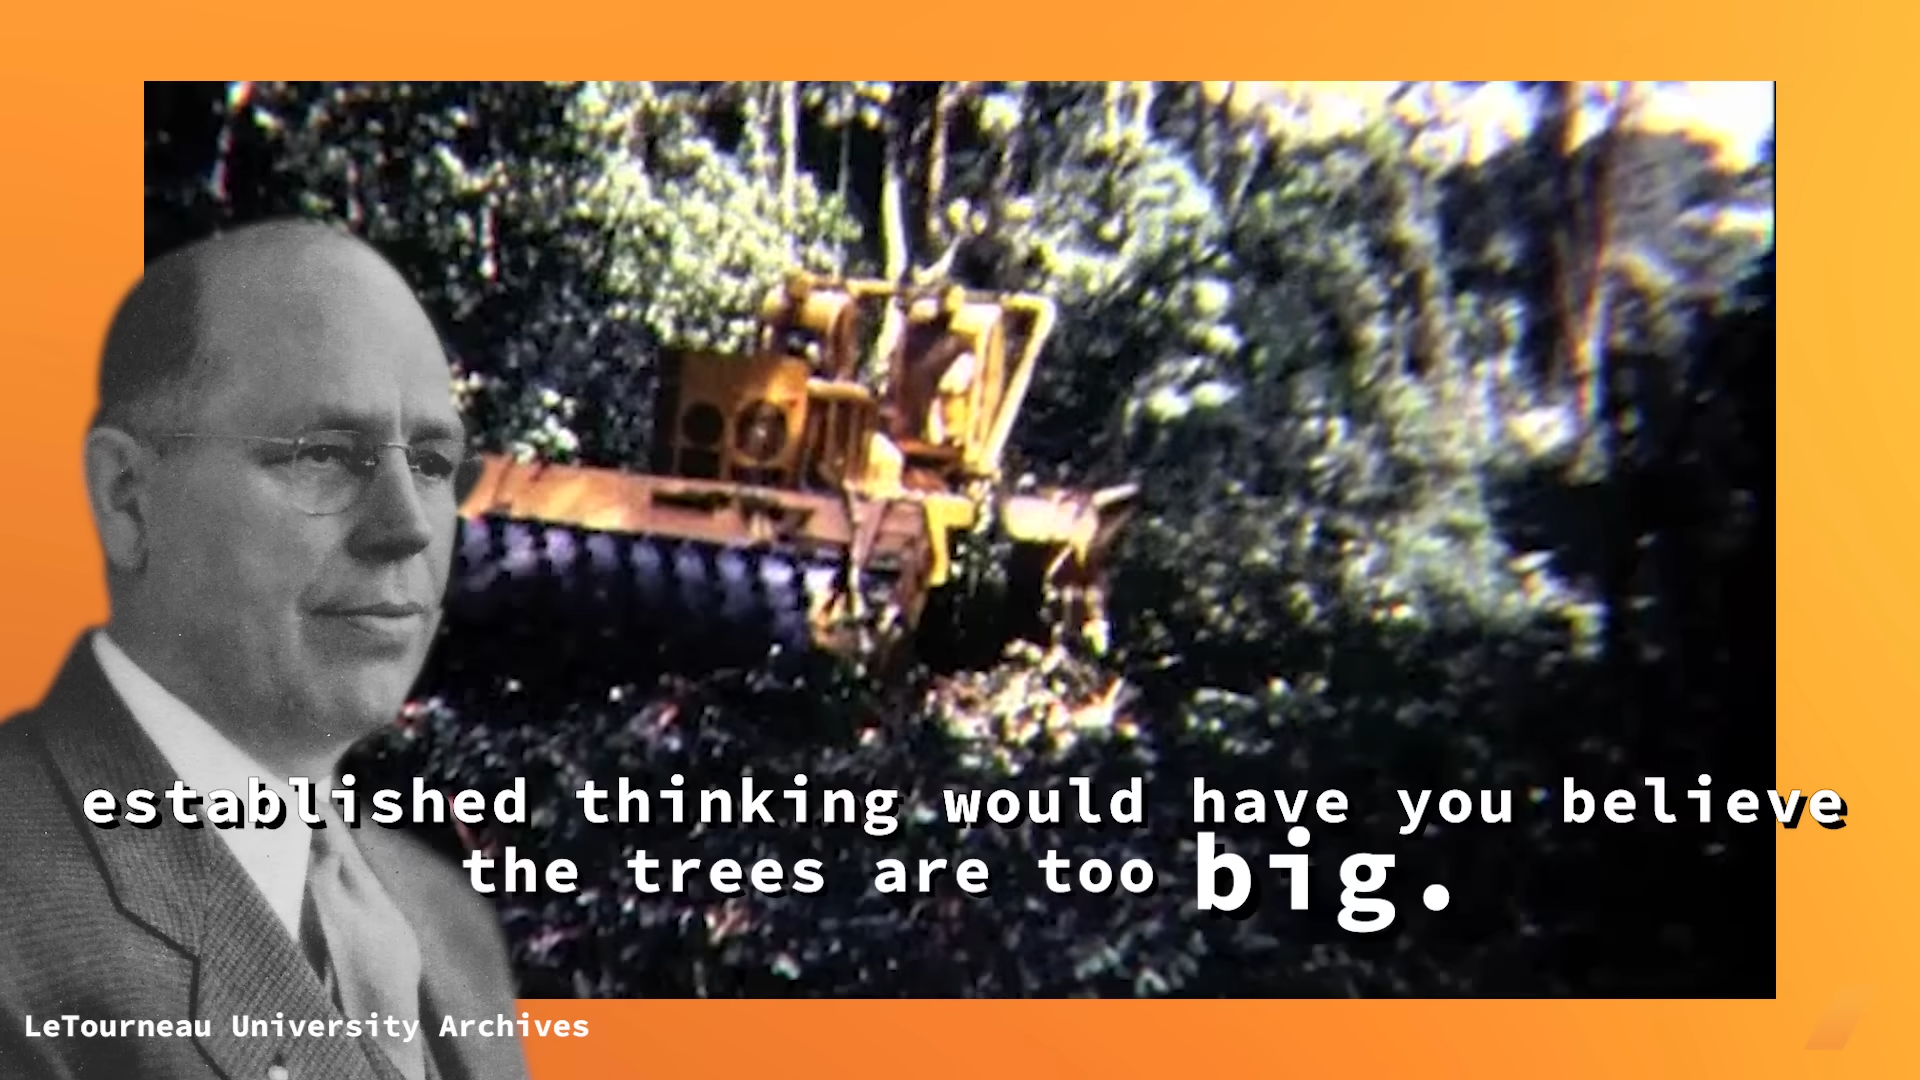 established thinking would have you believe
the trees are too big.
LeTourneau University Archives